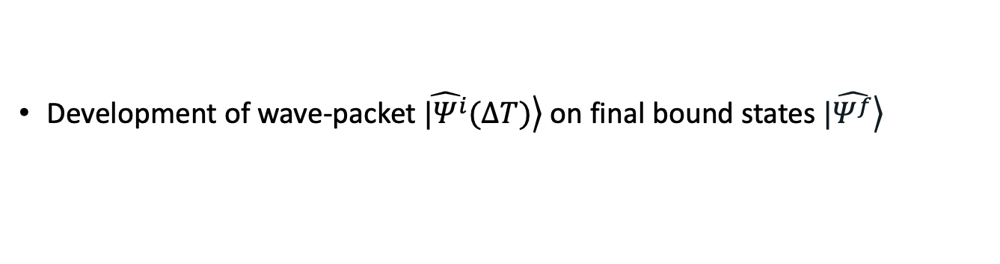 • Development of wave-packet |Ψ̂ⁱ(ΔT)⟩ on final bound states |Ψ̂ᶠ⟩